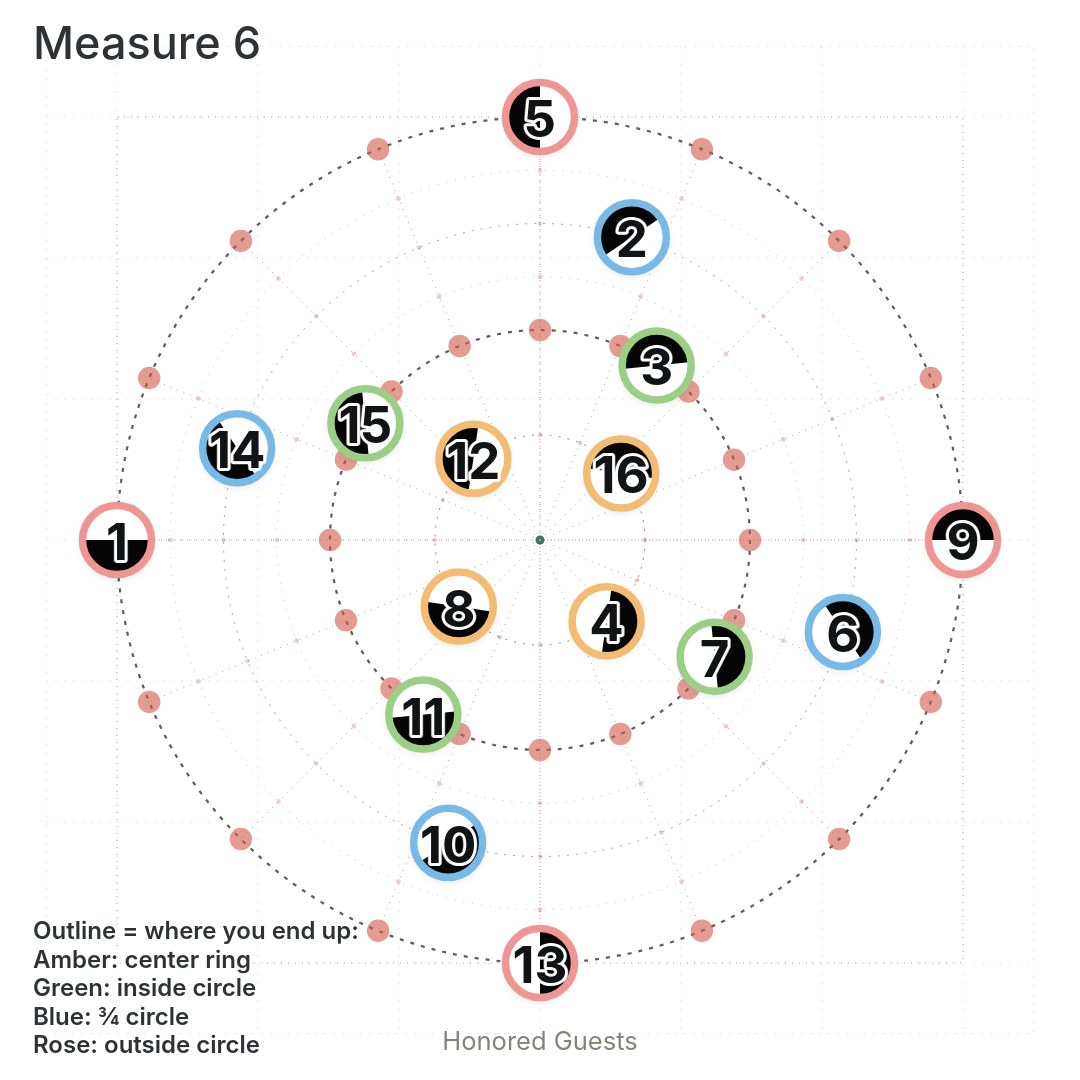 Measure 6
5
2
3
15
14
12
16
1
9
8
4
6
7
11
10
Outline = where you end up:
Amber: center ring
13
Green: inside circle
Blue: ¾ circle
Honored Guests
Rose: outside circle